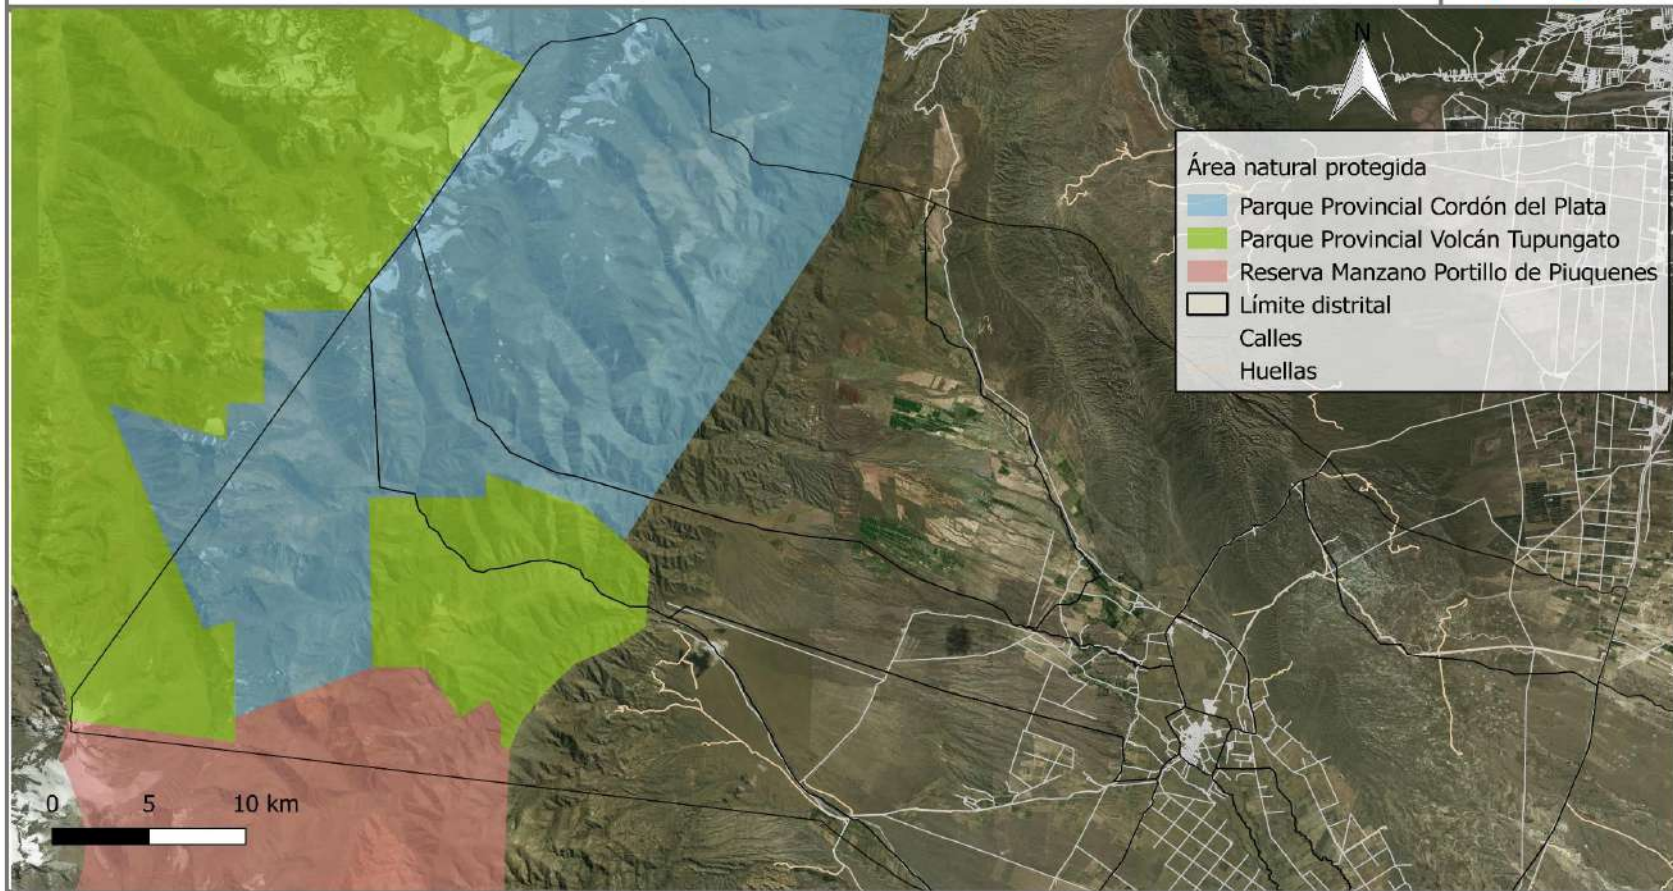 N
Área natural protegida
Parque Provincial Cordón del Plata
Parque Provincial Volcán Tupungato
Reserva Manzano Portillo de Piuquenes
Límite distrital
Calles
Huellas
0 5 10 km